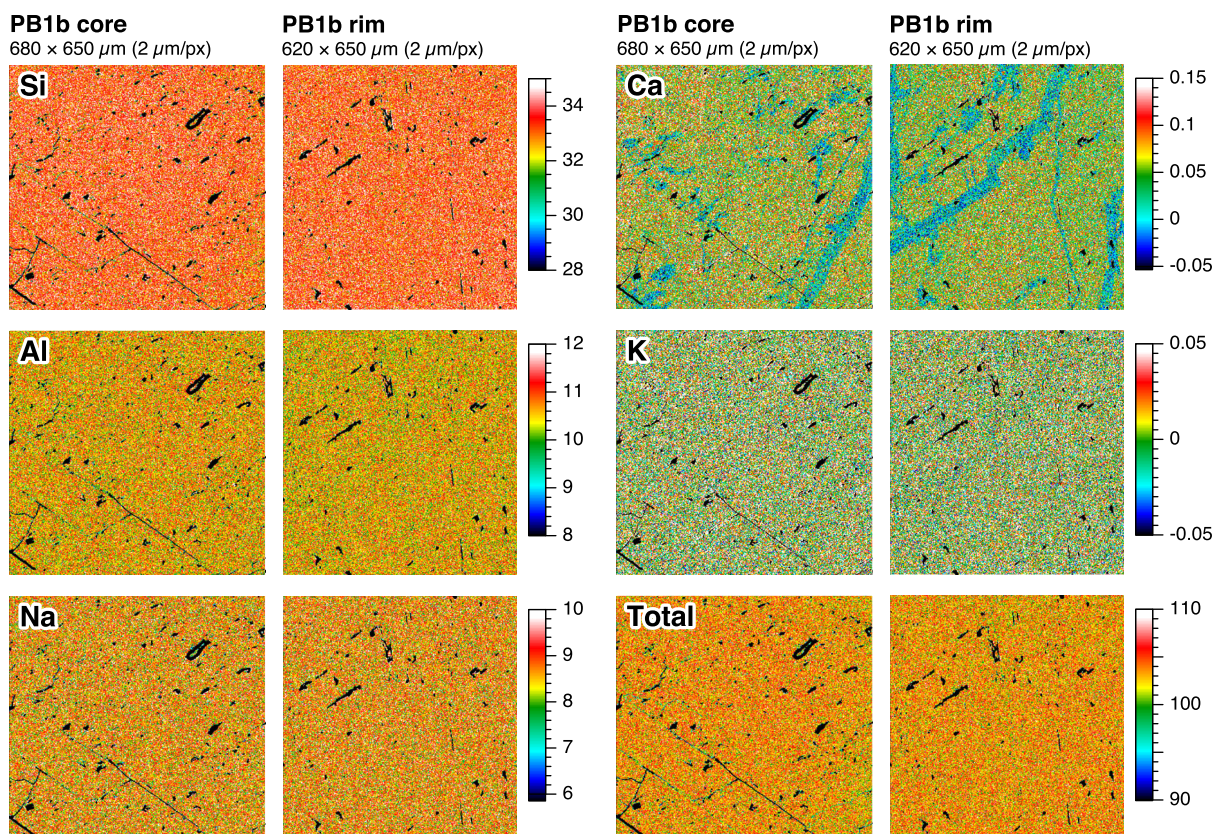 PB1b core
680 × 650 µm (2 µm/px)
PB1b rim
620 × 650 µm (2 µm/px)
PB1b core
680 × 650 µm (2 µm/px)
PB1b rim
620 × 650 µm (2 µm/px)
Si
34
32
30
28
Ca
0.15
0.1
0.05
0
-0.05
Al
12
11
10
9
8
K
0.05
0
-0.05
Na
10
9
8
7
6
Total
110
100
90